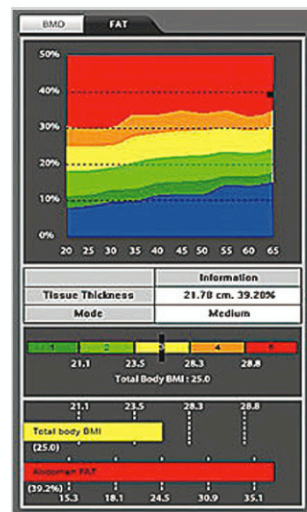 BMD FAT
50%
40%
30%
20%
10%
0%
20 25 30 35 40 45 50 55 60 65
Information
Tissue Thickness 21.78 cm. 39.20%
Mode Medium
1 2 3 4 5
21.1 23.5 28.3 28.8
Total Body BMI : 25.0
21.1 23.5 28.3 28.8
Total body BMI
(25.0)
Abdomen FAT
(39.2%)
15.3 18.1 24.5 30.9 35.1